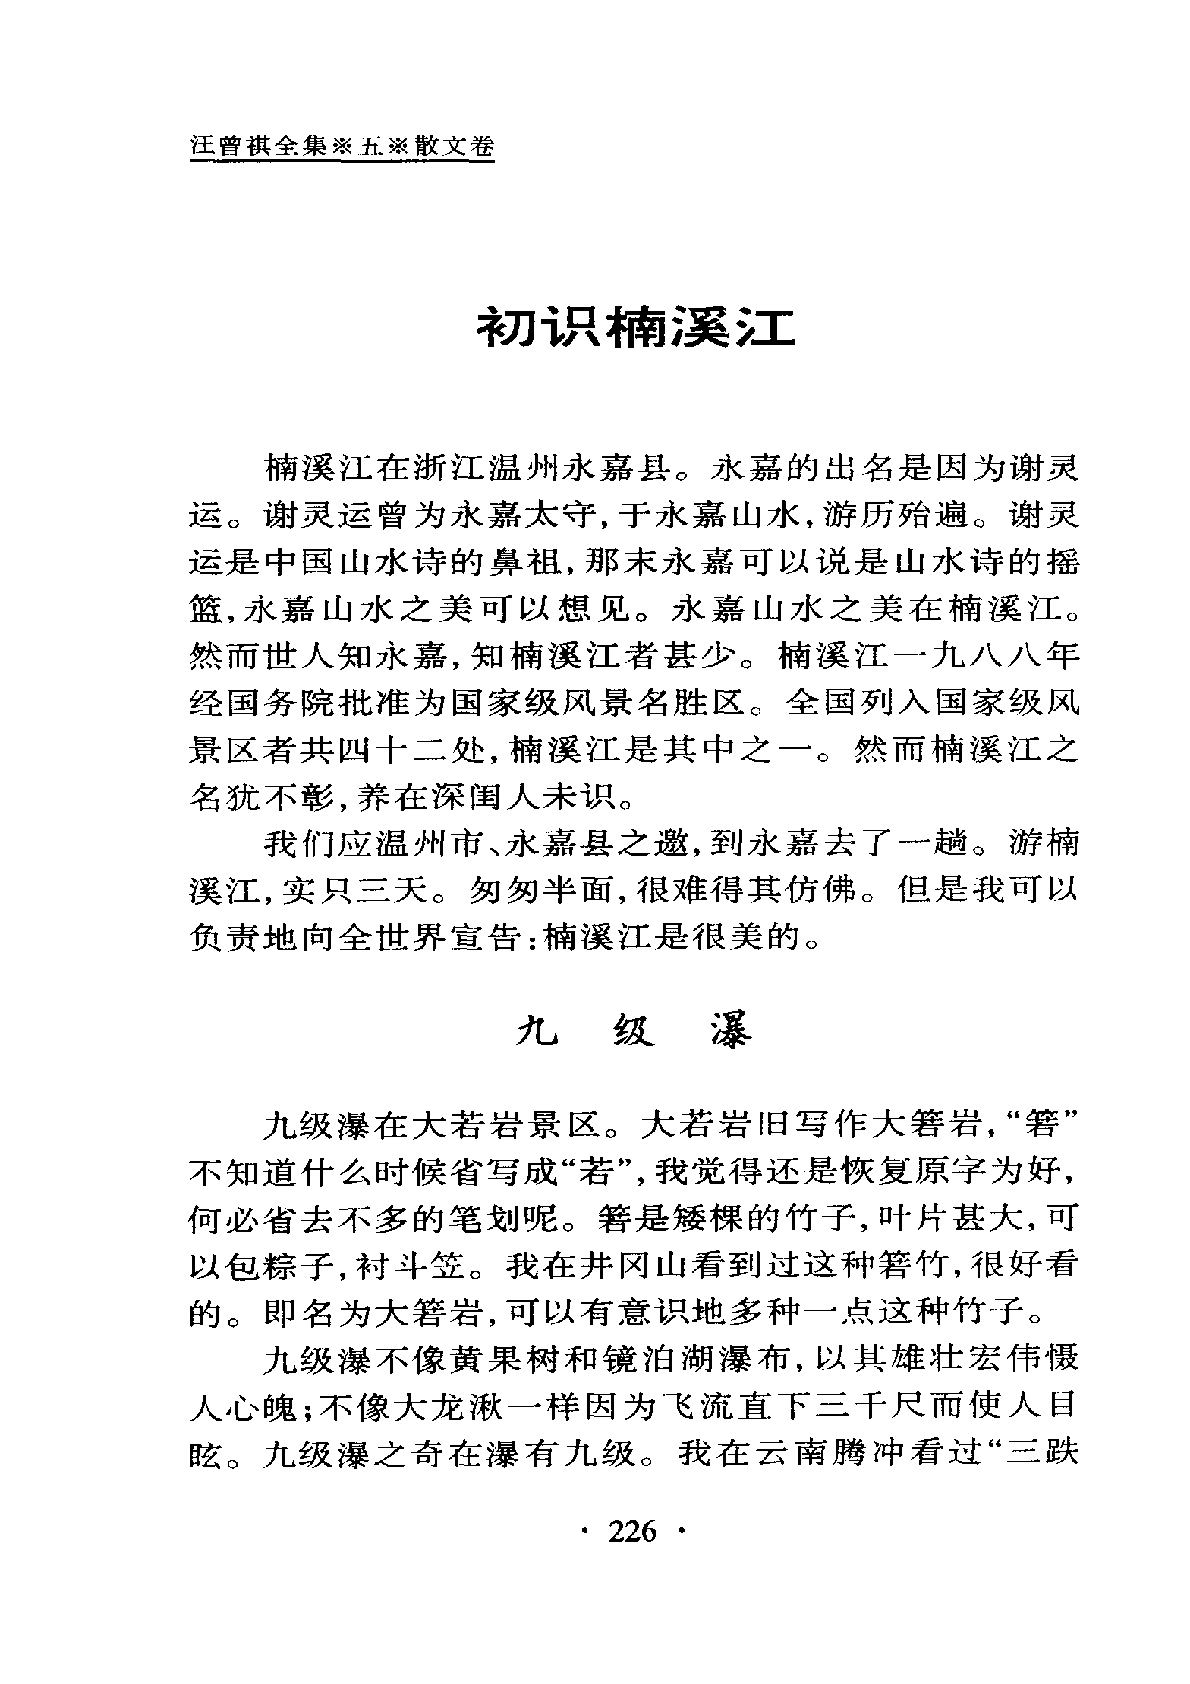 汪曾祺全集※五※散文卷
初识楠溪江
楠溪江在浙江温州永嘉县。永嘉的出名是因为谢灵
运。谢灵运曾为永嘉太守,于永嘉山水,游历殆遍。谢灵
运是中国山水诗的鼻祖,那末永嘉可以说是山水诗的摇
篮,永嘉山水之美可以想见。永嘉山水之美在楠溪江。
然而世人知永嘉,知楠溪江者甚少。楠溪江一九八八年
经国务院批准为国家级风景名胜区。全国列入国家级风
景区者共四十二处,楠溪江是其中之一。然而楠溪江之
名犹不彰,养在深闺人未识。
我们应温州市、永嘉县之邀,到永嘉去了一趟。游楠
溪江,实只三天。匆匆半面,很难得其仿佛。但是我可以
负责地向全世界宣告:楠溪江是很美的。
九 级 瀑
九级瀑在大若岩景区。大若岩旧写作大箬岩,“箬”
不知道什么时候省写成“若”,我觉得还是恢复原字为好,
何必省去不多的笔划呢。箬是矮棵的竹子,叶片甚大,可
以包粽子,衬斗笠。我在井冈山看到过这种箬竹,很好看
的。即名为大箬岩,可以有意识地多种一点这种竹子。
九级瀑不像黄果树和镜泊湖瀑布,以其雄壮宏伟慑
人心魄;不像大龙湫一样因为飞流直下三千尺而使人目
眩。九级瀑之奇在瀑有九级。我在云南腾冲看过“三跌
· 226 ·